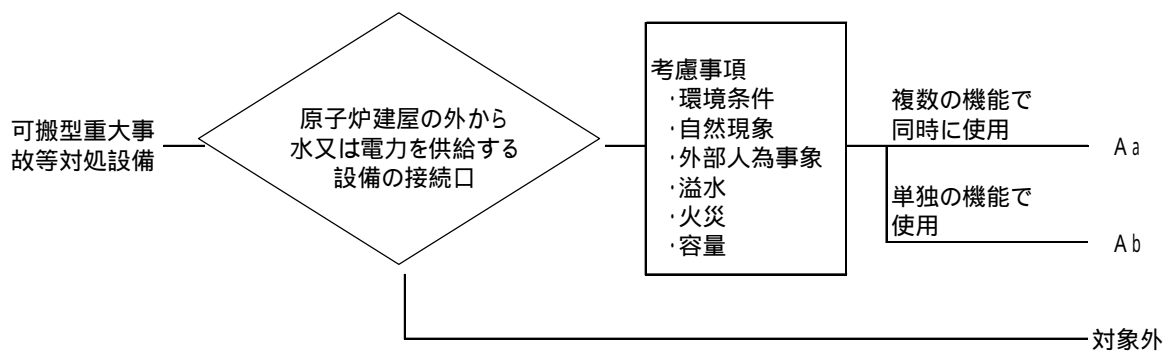 可搬型重大事
故等対処設備
原子炉建屋の外から
水又は電力を供給する
設備の接続口
考慮事項
・環境条件
・自然現象
・外部人為事象
・溢水
・火災
・容量
複数の機能で
同時に使用
Aa
単独の機能で
使用
Ab
対象外